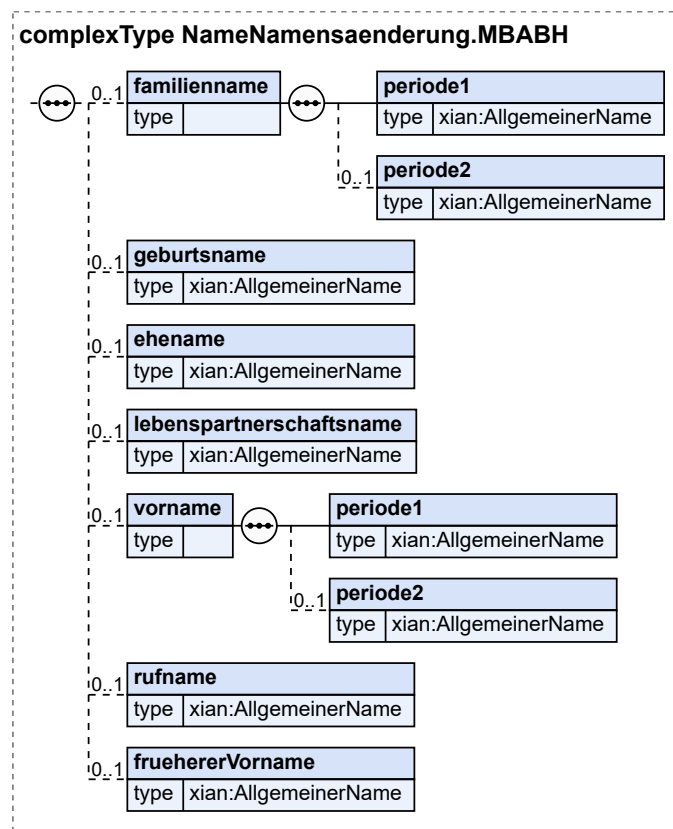 complexType NameNamensaenderung.MBABH
0..1 familienname
type
periode1
type xian:AllgemeinerName
0..1 periode2
type xian:AllgemeinerName
0..1 geburtsname
type xian:AllgemeinerName
0..1 ehename
type xian:AllgemeinerName
0..1 lebenspartnerschaftsname
type xian:AllgemeinerName
0..1 vorname
type
periode1
type xian:AllgemeinerName
0..1 periode2
type xian:AllgemeinerName
0..1 rufname
type xian:AllgemeinerName
0..1 fruehererVorname
type xian:AllgemeinerName